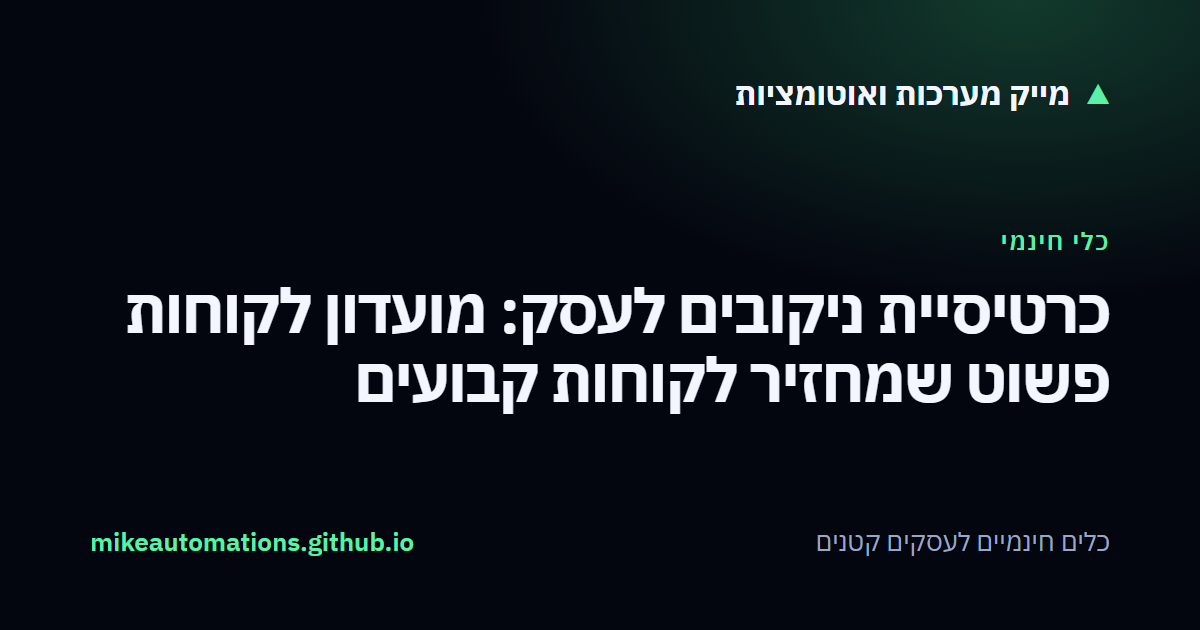 ▲ מייק מערכות ואוטומציות
כלי חינמי
כרטיסיית ניקובים לעסק: מועדון לקוחות
פשוט שמחזיר לקוחות קבועים
כלים חינמיים לעסקים קטנים
mikeautomations.github.io